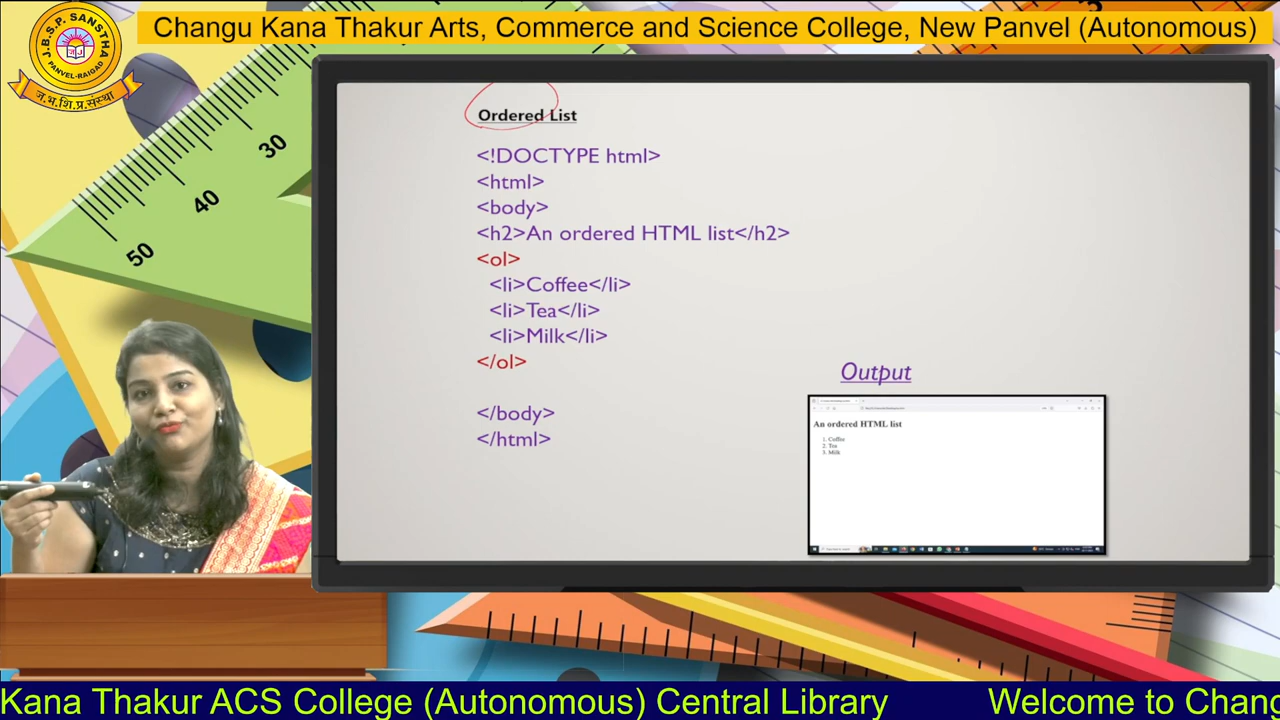 Changu Kana Thakur Arts, Commerce and Science College, New Panvel (Autonomous)
J.B.S.P. SANSTHA
PANVEL-RAIGAD
ज.भ.शि.प्र.संस्था
30
40
50
Ordered List
<!DOCTYPE html>
<html>
<body>
<h2>An ordered HTML list</h2>
<ol>
<li>Coffee</li>
<li>Tea</li>
<li>Milk</li>
</ol>
</body>
</html>
Output
An ordered HTML list
1. Coffee
2. Tea
3. Milk
Kana Thakur ACS College (Autonomous) Central Library Welcome to Chang